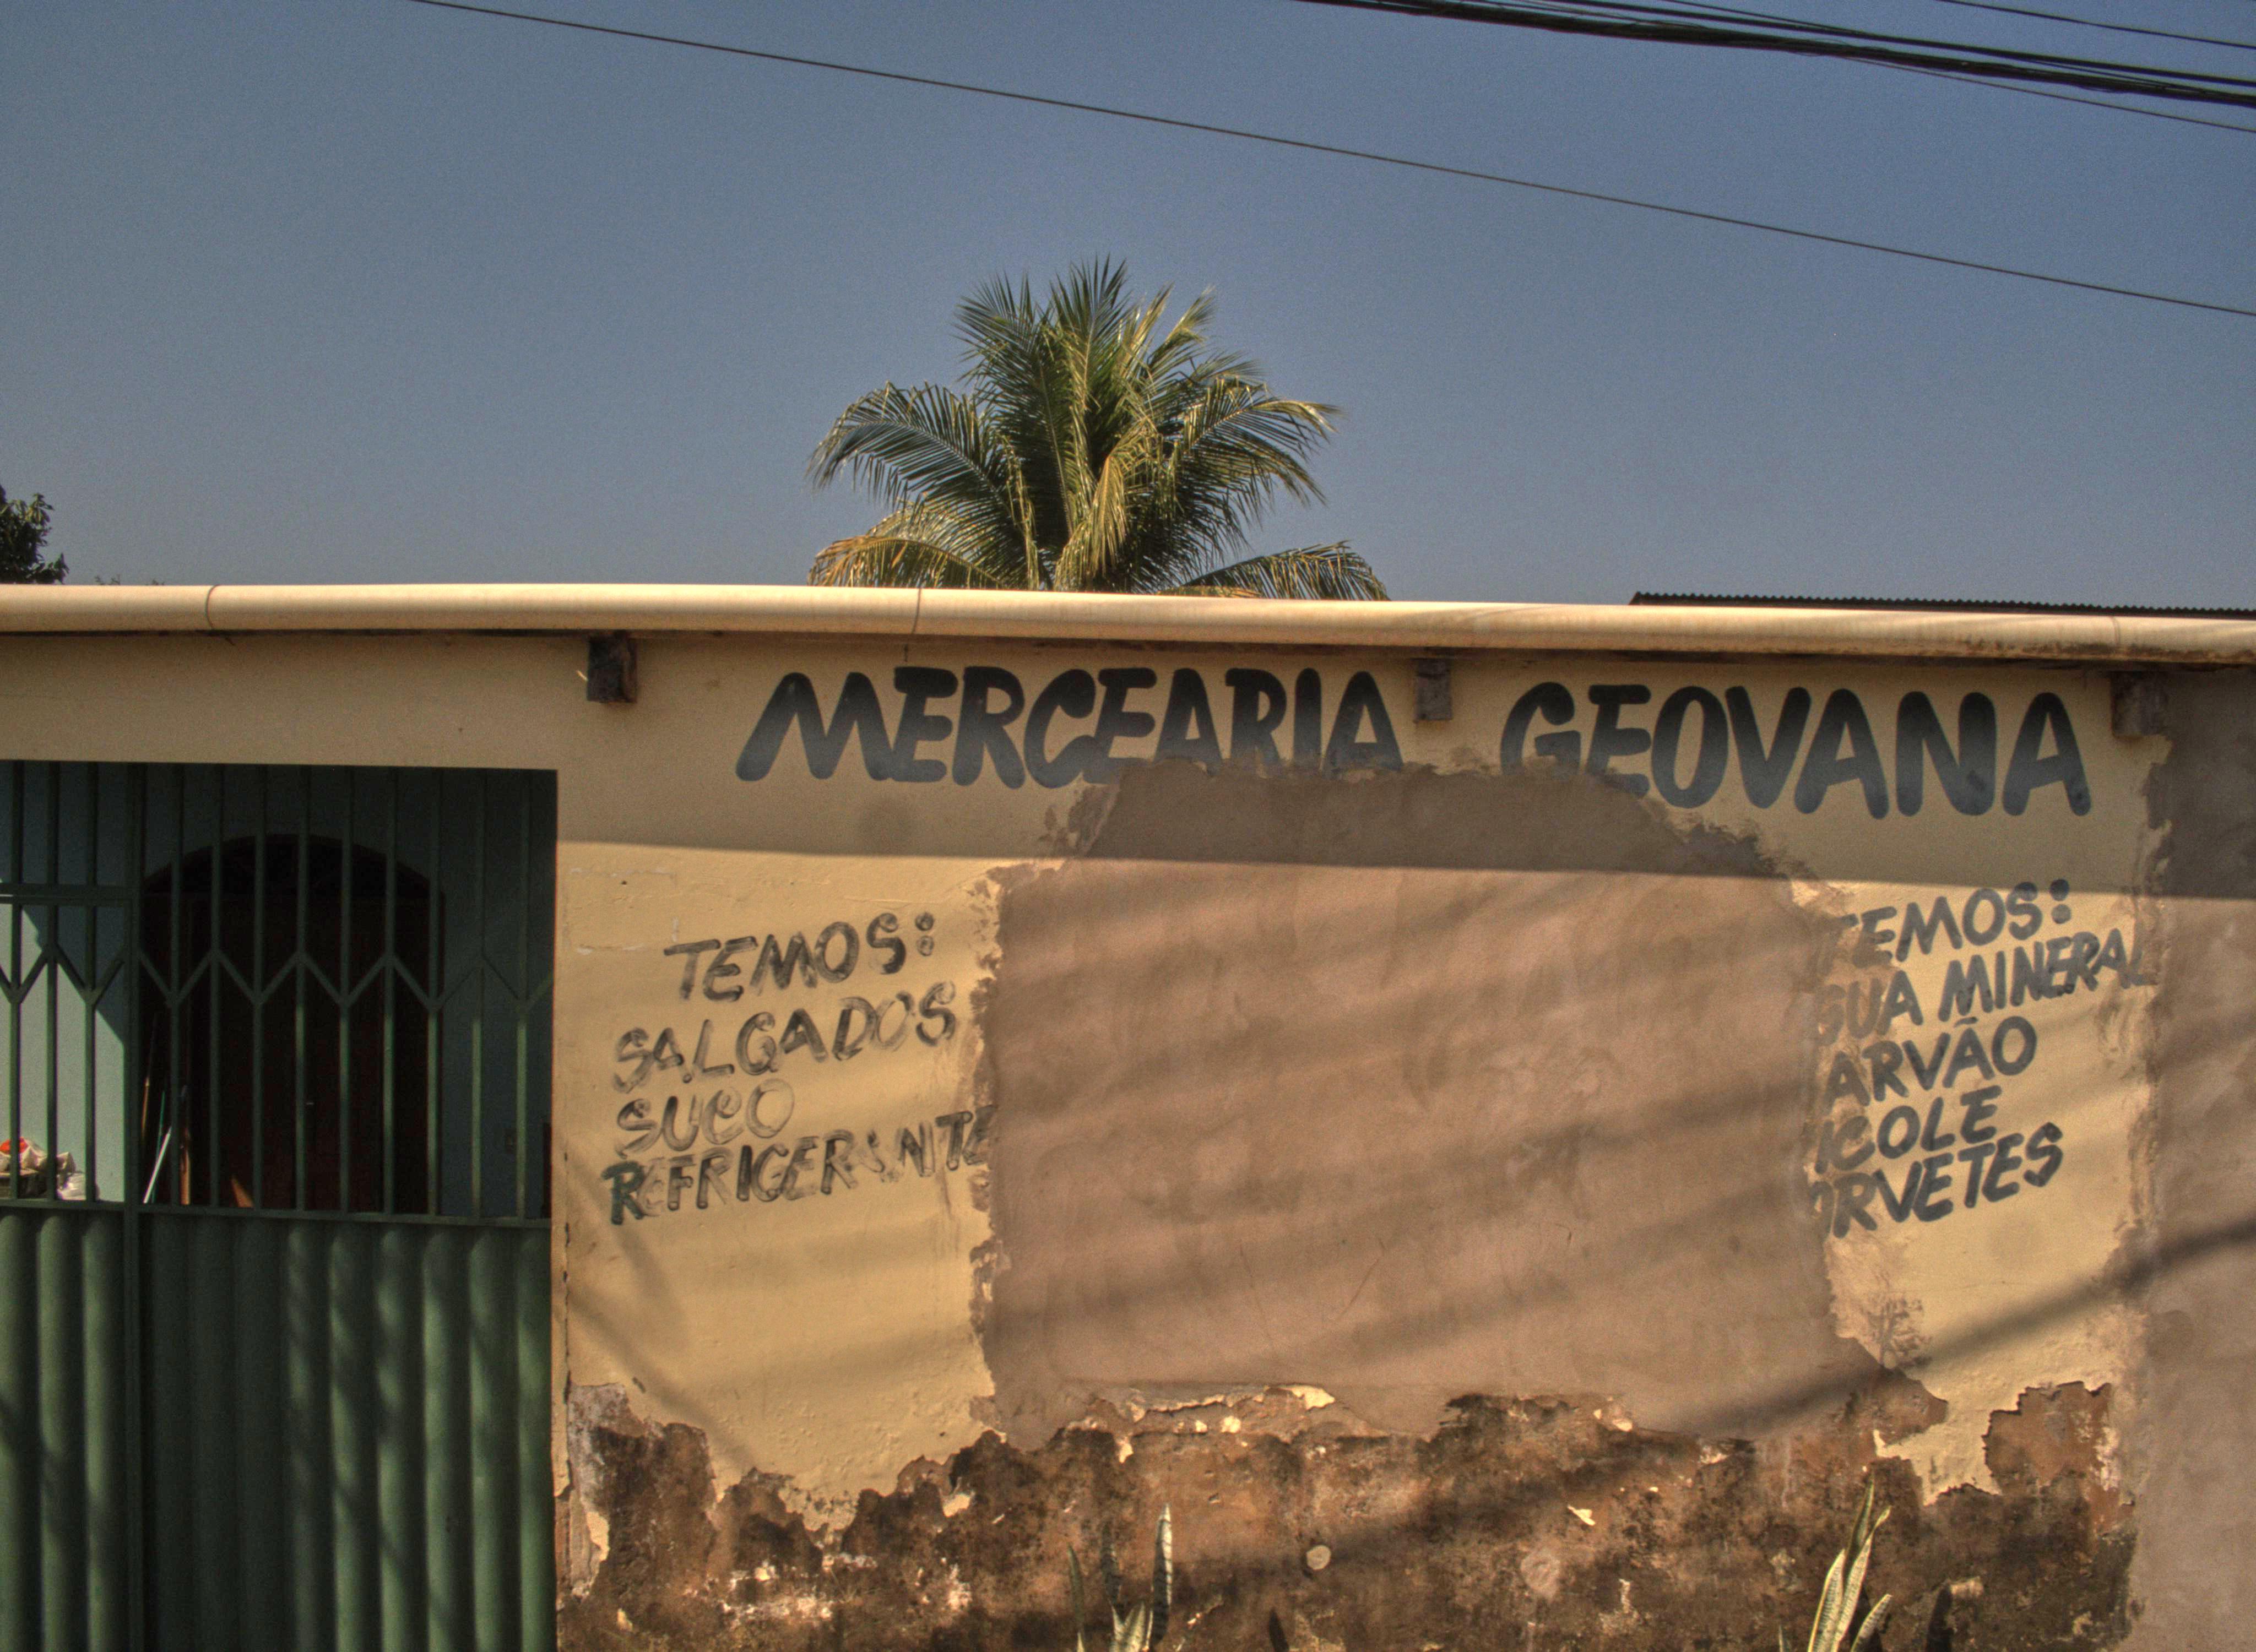 MERCEARIA GEOVANA
TEMOS:
SALGADOS
SUCO
REFRIGERANTE
TEMOS:
GUA MINERAL
ARVÃO
ICOLE
ORVETES